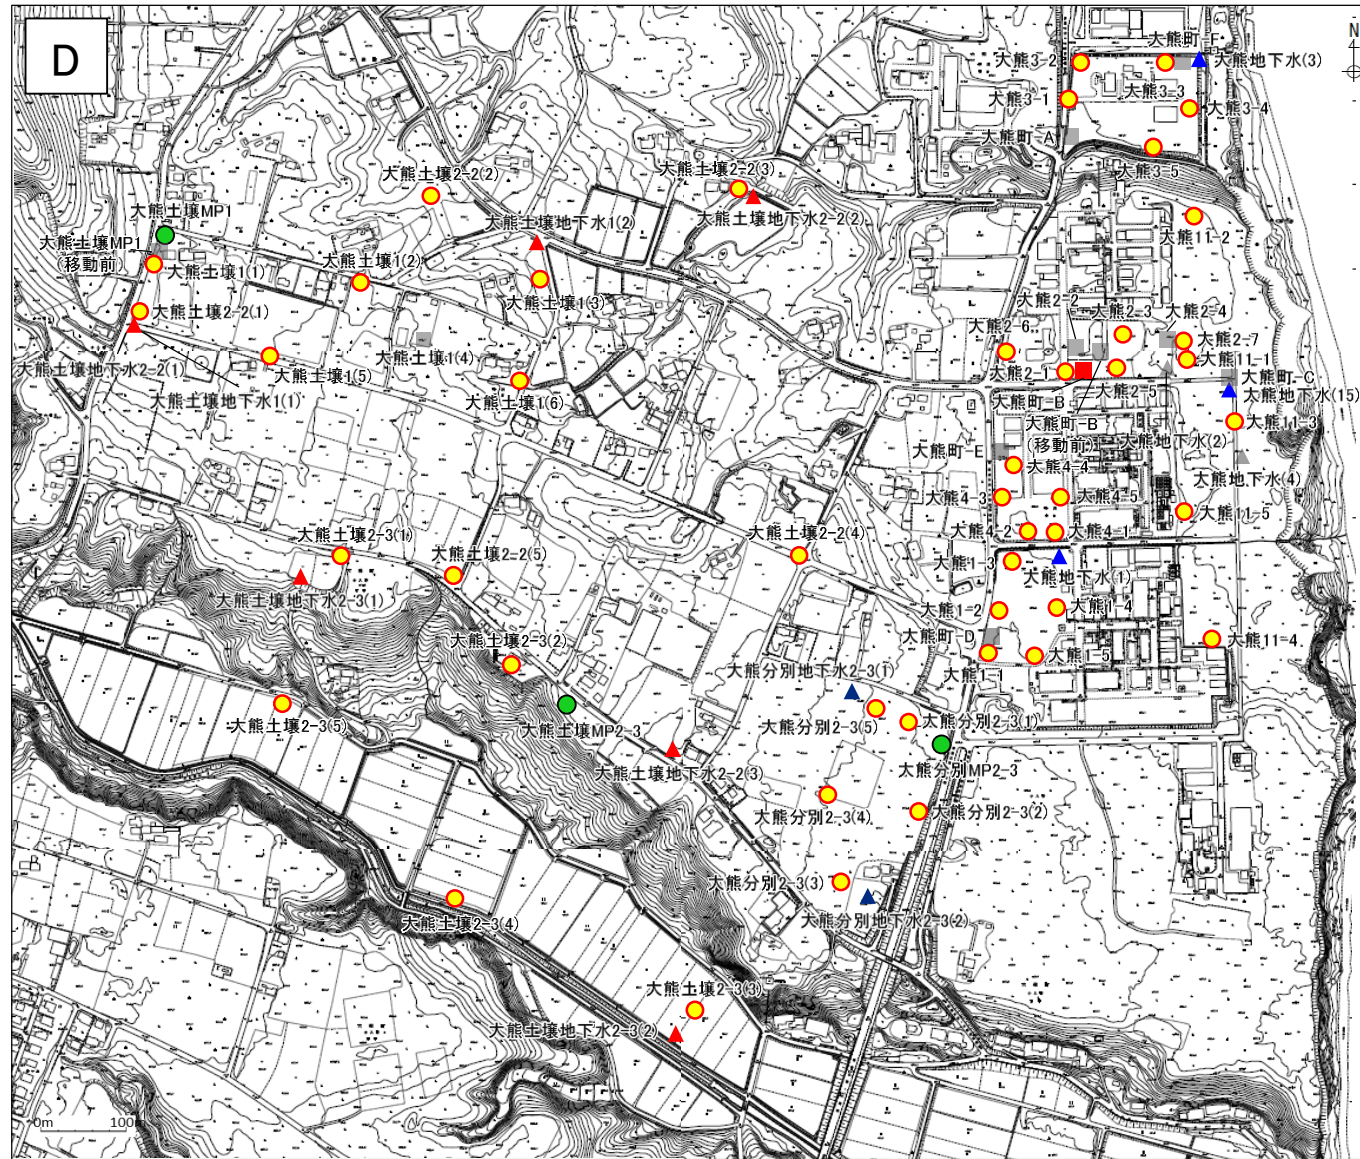 D
N
大熊町-F
大熊3-2
大熊地下水(3)
大熊3-1
大熊3-3
大熊3-4
大熊町-A
大熊3-5
大熊土壌2-2(2)
大熊土壌2-2(3)
大熊土壌MP1
大熊土壌地下水1(2)
大熊土壌地下水2-2(2)
大熊11-2
大熊土壌MP1
(移動前)
大熊土壌1(1)
大熊土壌1(2)
大熊土壌1(3)
大熊土壌2-2(1)
大熊2-2
大熊2-3
大熊2-4
大熊2-6
大熊2-7
大熊土壌1(4)
大熊11-1
大熊土壌地下水2-2(1)
大熊土壌1(5)
大熊2-1
大熊町-C
大熊土壌地下水1(1)
大熊土壌1(6)
大熊町-B
大熊2-5
大熊地下水(15)
大熊町-B
(移動前)
大熊11-3
大熊地下水(2)
大熊町-E
大熊4-4
大熊地下水(4)
大熊4-3
大熊4-5
大熊11-5
大熊土壌2-3(1)
大熊土壌2-2(5)
大熊土壌2-2(4)
大熊4-2
大熊4-1
大熊1-3
大熊地下水(1)
大熊土壌地下水2-3(1)
大熊1-2
大熊1-4
大熊土壌2-3(2)
大熊町-D
大熊11-4
大熊1-5
大熊分別地下水2-3(1)
大熊1-1
大熊土壌2-3(5)
大熊土壌MP2-3
大熊分別2-3(5)
大熊分別2-3(1)
大熊土壌地下水2-2(3)
大熊分別MP2-3
大熊分別2-3(4)
大熊分別2-3(2)
大熊分別2-3(3)
大熊土壌2-3(4)
大熊分別地下水2-3(2)
大熊土壌2-3(3)
大熊土壌地下水2-3(2)
0m 100m